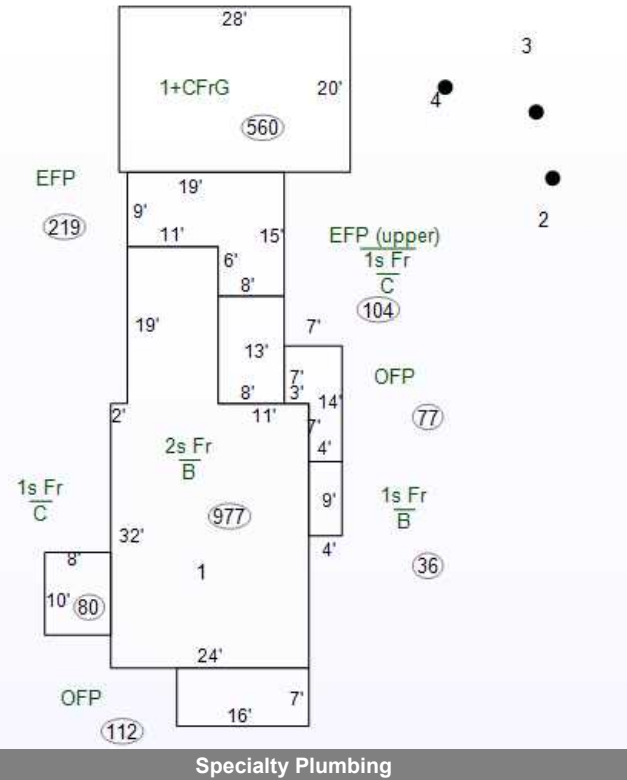 28'
3
1+CFrG
20'
4
560
EFP
19'
219
9'
2
11'
15'
EFP (upper)
6'
1s Fr
C
8'
104
7'
19'
13'
7'
OFP
8'
3'
14'
2'
11'
77
7'
2s Fr
B
4'
1s Fr
C
9'
1s Fr
B
977
32'
4'
8'
1
36
10'
80
24'
OFP
7'
16'
112
Specialty Plumbing